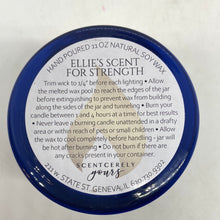 HAND POURED 11 OZ NATURAL SOY WAX
ELLIE'S SCENT
FOR STRENGTH
Trim wick to 1/4" before each lighting • Allow
the melted wax pool to reach the edges of the jar
before extinguishing to prevent wax from building
along the sides of the jar and tunneling • Burn your
candle between 1 and 4 hours at a time for best results
• Never leave a burning candle unattended in a drafty
area or within reach of pets or small children • Allow
the wax to cool completely before handling - jar will
be hot after burning • Do not burn if there are
any cracks present in your container
SCENTCERELY
yours
STATE ST. GENEVA, IL